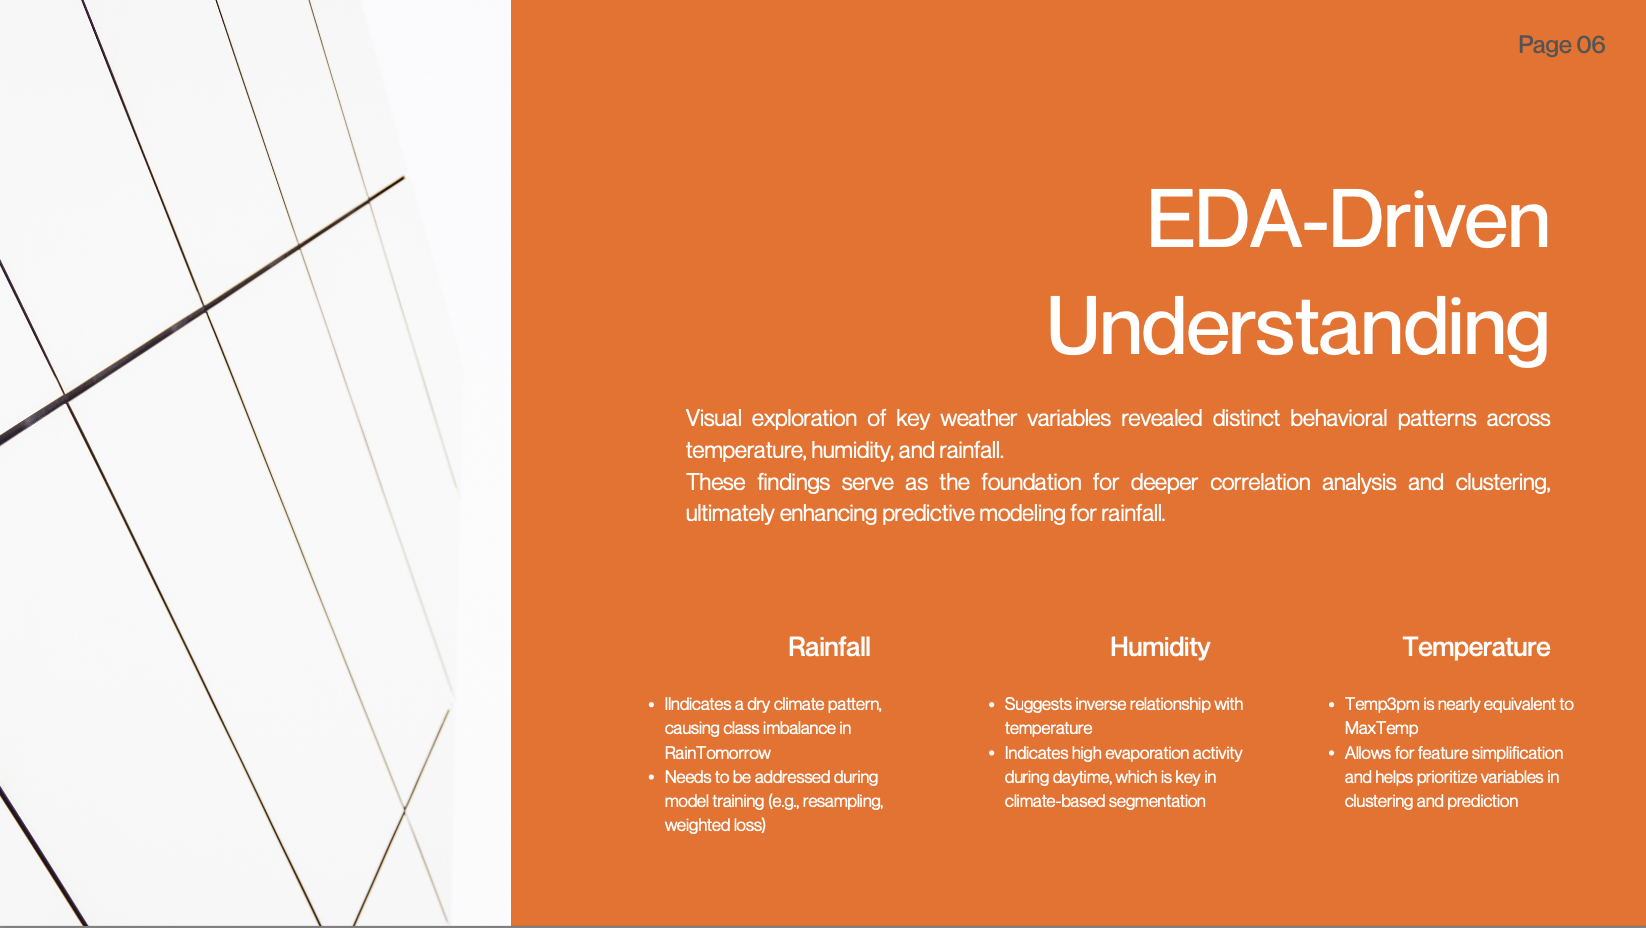 Page 06
EDA-Driven
Understanding
Visual exploration of key weather variables revealed distinct behavioral patterns across
temperature, humidity, and rainfall.
These findings serve as the foundation for deeper correlation analysis and clustering,
ultimately enhancing predictive modeling for rainfall.
Rainfall
• IIndicates a dry climate pattern,
causing class imbalance in
RainTomorrow
• Needs to be addressed during
model training (e.g., resampling,
weighted loss)
Humidity
• Suggests inverse relationship with
temperature
• Indicates high evaporation activity
during daytime, which is key in
climate-based segmentation
Temperature
• Temp3pm is nearly equivalent to
MaxTemp
• Allows for feature simplification
and helps prioritize variables in
clustering and prediction